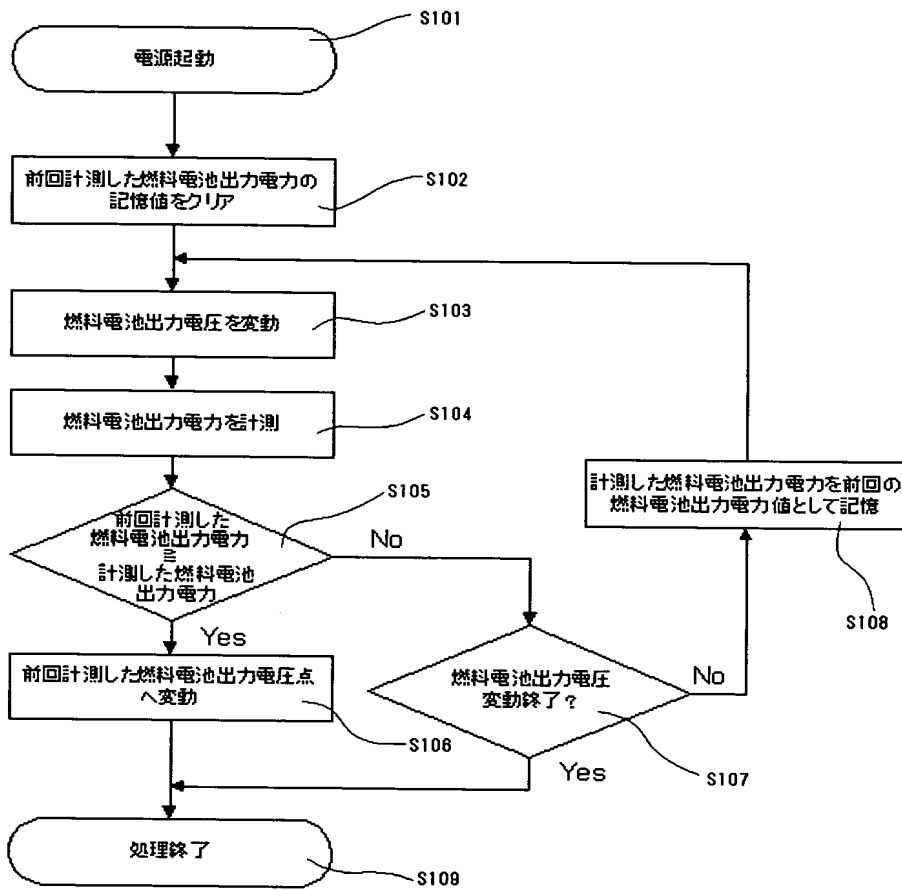 S101
電源起動
前回計測した燃料電池出力電力の
記憶値をクリア
S102
燃料電池出力電圧を変動
S103
燃料電池出力電力を計測
S104
前回計測した
燃料電池出力電力
≧
計測した燃料電池
出力電力
S105
No
Yes
計測した燃料電池出力電力を前回の
燃料電池出力電力値として記憶
S108
前回計測した燃料電池出力電圧点
へ変動
S106
燃料電池出力電圧
変動終了?
No
S107
Yes
処理終了
S109